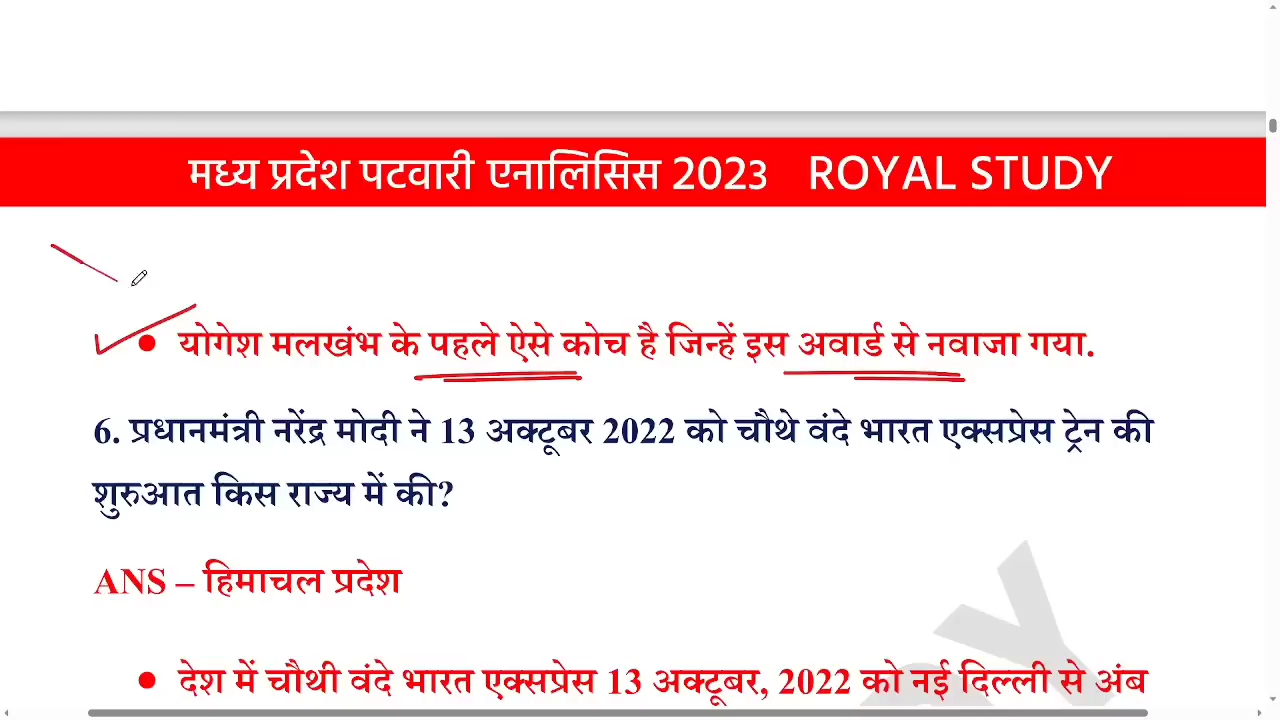 मध्य प्रदेश पटवारी एनालिसिस 2023 ROYAL STUDY
• योगेश मलखंभ के पहले ऐसे कोच है जिन्हें इस अवार्ड से नवाजा गया.
6. प्रधानमंत्री नरेंद्र मोदी ने 13 अक्टूबर 2022 को चौथे वंदे भारत एक्सप्रेस ट्रेन की
शुरुआत किस राज्य में की?
ANS – हिमाचल प्रदेश
• देश में चौथी वंदे भारत एक्सप्रेस 13 अक्टूबर, 2022 को नई दिल्ली से अंब